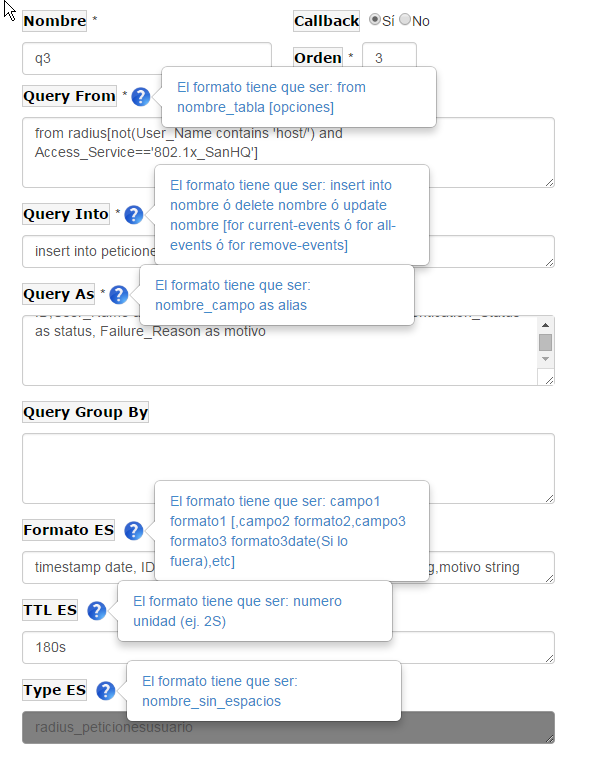 Nombre *
Callback Sí No
q3
Orden * 3
Query From * ?
El formato tiene que ser: from
nombre_tabla [opciones]
from radius[not(User_Name contains 'host/') and
Access_Service=='802.1x_SanHQ']
Query Into * ?
El formato tiene que ser: insert into
nombre ó delete nombre ó update
nombre [for current-events ó for all-
events ó for remove-events]
insert into
Query As * ?
El formato tiene que ser:
nombre_campo as alias
as status, Failure_Reason as motivo
Query Group By
Formato ES ?
El formato tiene que ser: campo1
formato1 [,campo2 formato2,campo3
formato3 formato3date(Si lo
fuera),etc]
timestamp date, ID ,motivo string
TTL ES ?
El formato tiene que ser: numero
unidad (ej. 2S)
180s
Type ES ?
El formato tiene que ser:
nombre_sin_espacios
radius_peticionesusuario